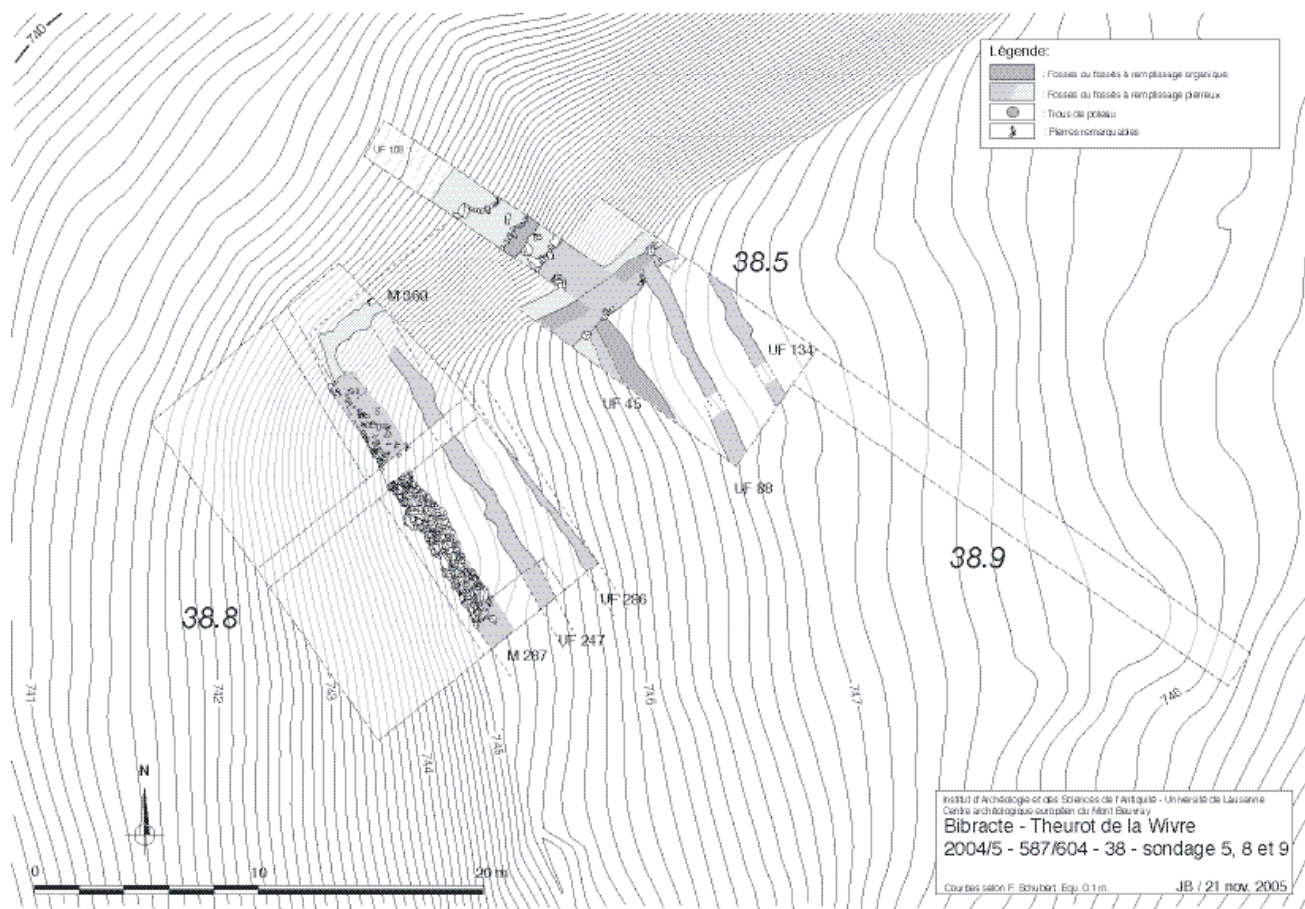 740
Légende:
: Fosses ou fossés à remplissage organique
: Fosses ou fossés à remplissage pierreux
: Trous de poteau
: Pierres remarquables
UF 109
38.5
M 360
UF 134
UF 45
UF 88
38.9
38.8
UF 286
UF 247
M 287
741
742
743
744
745
746
747
N
0 10 20 m
Institut d'Archéologie et des Sciences de l'Antiquité - Université de Lausanne
Centre archéologique européen du Mont Beuvray
Bibracte - Theurot de la Wivre
2004/5 - 587/604 - 38 - sondage 5, 8 et 9
Courbes selon F. Schubert. Equ. 0.1 m.
JB / 21 nov. 2005